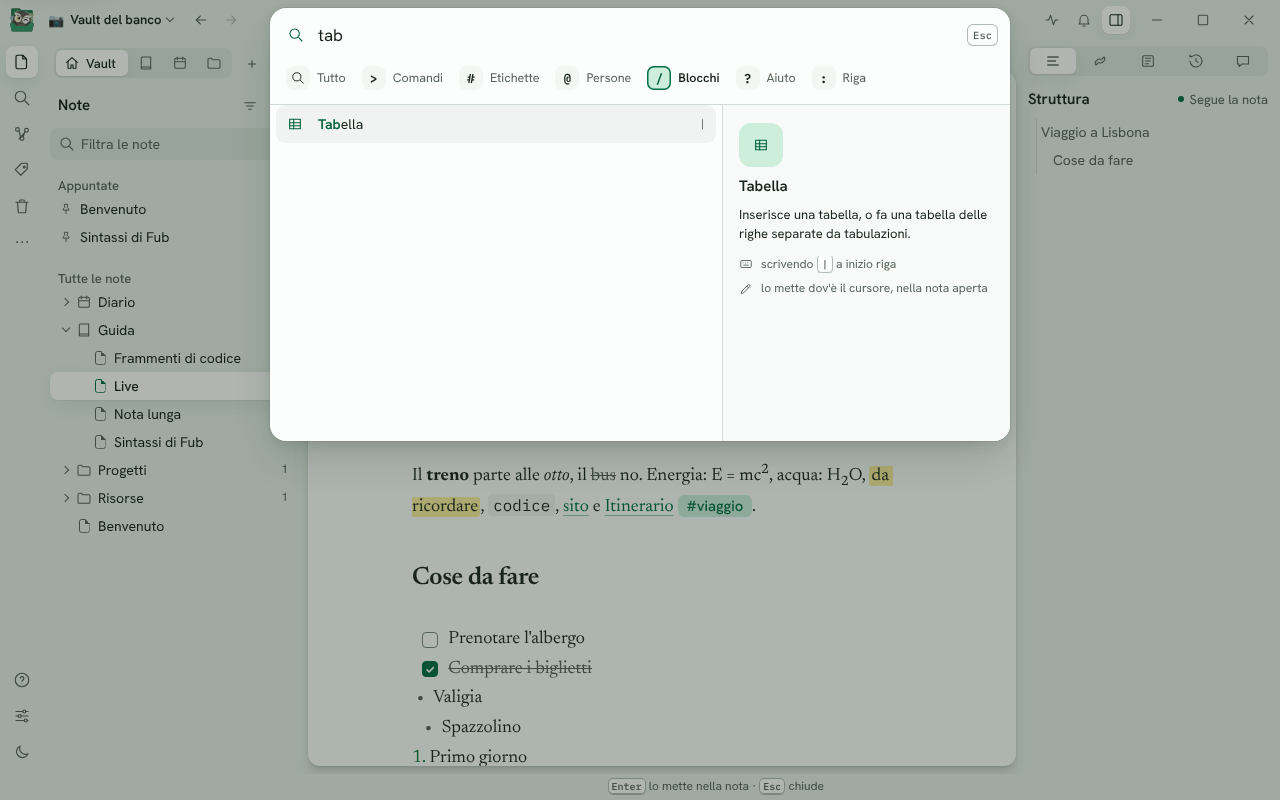 Vault del banco
tab
Esc
Tutto
> Comandi
# Etichette
@ Persone
/ Blocchi
? Aiuto
: Riga
Tabella |
Tabella
Inserisce una tabella, o fa una tabella delle
righe separate da tabulazioni.
scrivendo | a inizio riga
lo mette dov'è il cursore, nella nota aperta
Vault
Note
Filtra le note
Appuntate
Benvenuto
Sintassi di Fub
Tutte le note
Diario
Guida
Frammenti di codice
Live
Nota lunga
Sintassi di Fub
Progetti 1
Risorse 1
Benvenuto
Il treno parte alle otto, il bus no. Energia: E = mc², acqua: H₂O, da
ricordare, codice, sito e Itinerario #viaggio.
Cose da fare
Prenotare l'albergo
Comprare i biglietti
• Valigia
• Spazzolino
1. Primo giorno
Struttura
Segue la nota
Viaggio a Lisbona
Cose da fare
Enter lo mette nella nota · Esc chiude